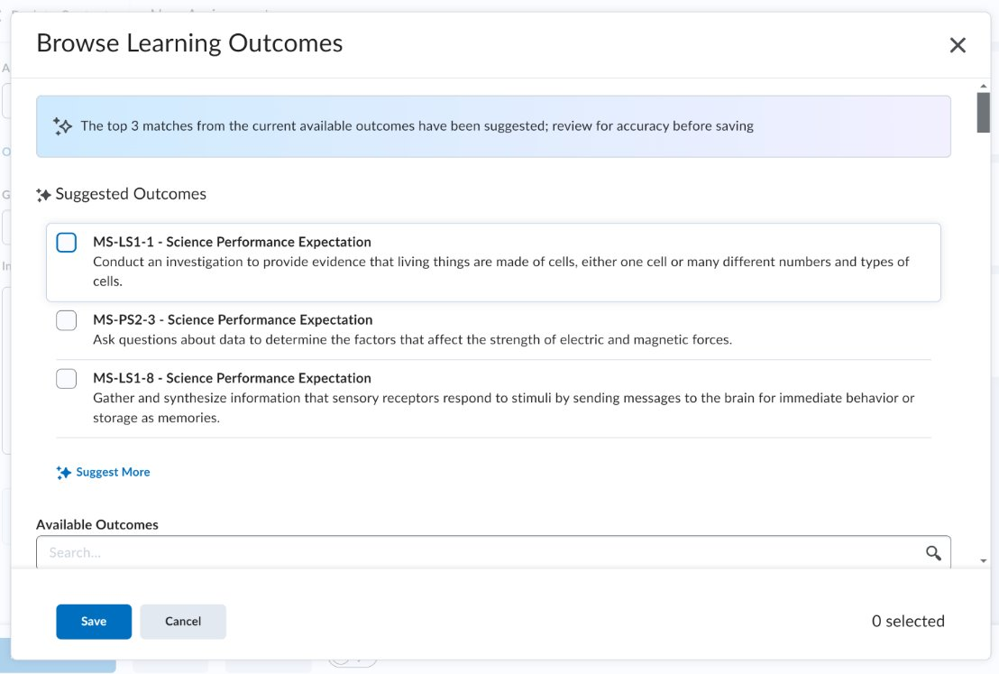 Browse Learning Outcomes
The top 3 matches from the current available outcomes have been suggested; review for accuracy before saving
Suggested Outcomes
MS-LS1-1 - Science Performance Expectation
Conduct an investigation to provide evidence that living things are made of cells, either one cell or many different numbers and types of
cells.
MS-PS2-3 - Science Performance Expectation
Ask questions about data to determine the factors that affect the strength of electric and magnetic forces.
MS-LS1-8 - Science Performance Expectation
Gather and synthesize information that sensory receptors respond to stimuli by sending messages to the brain for immediate behavior or
storage as memories.
Suggest More
Available Outcomes
Search...
Save
Cancel
0 selected